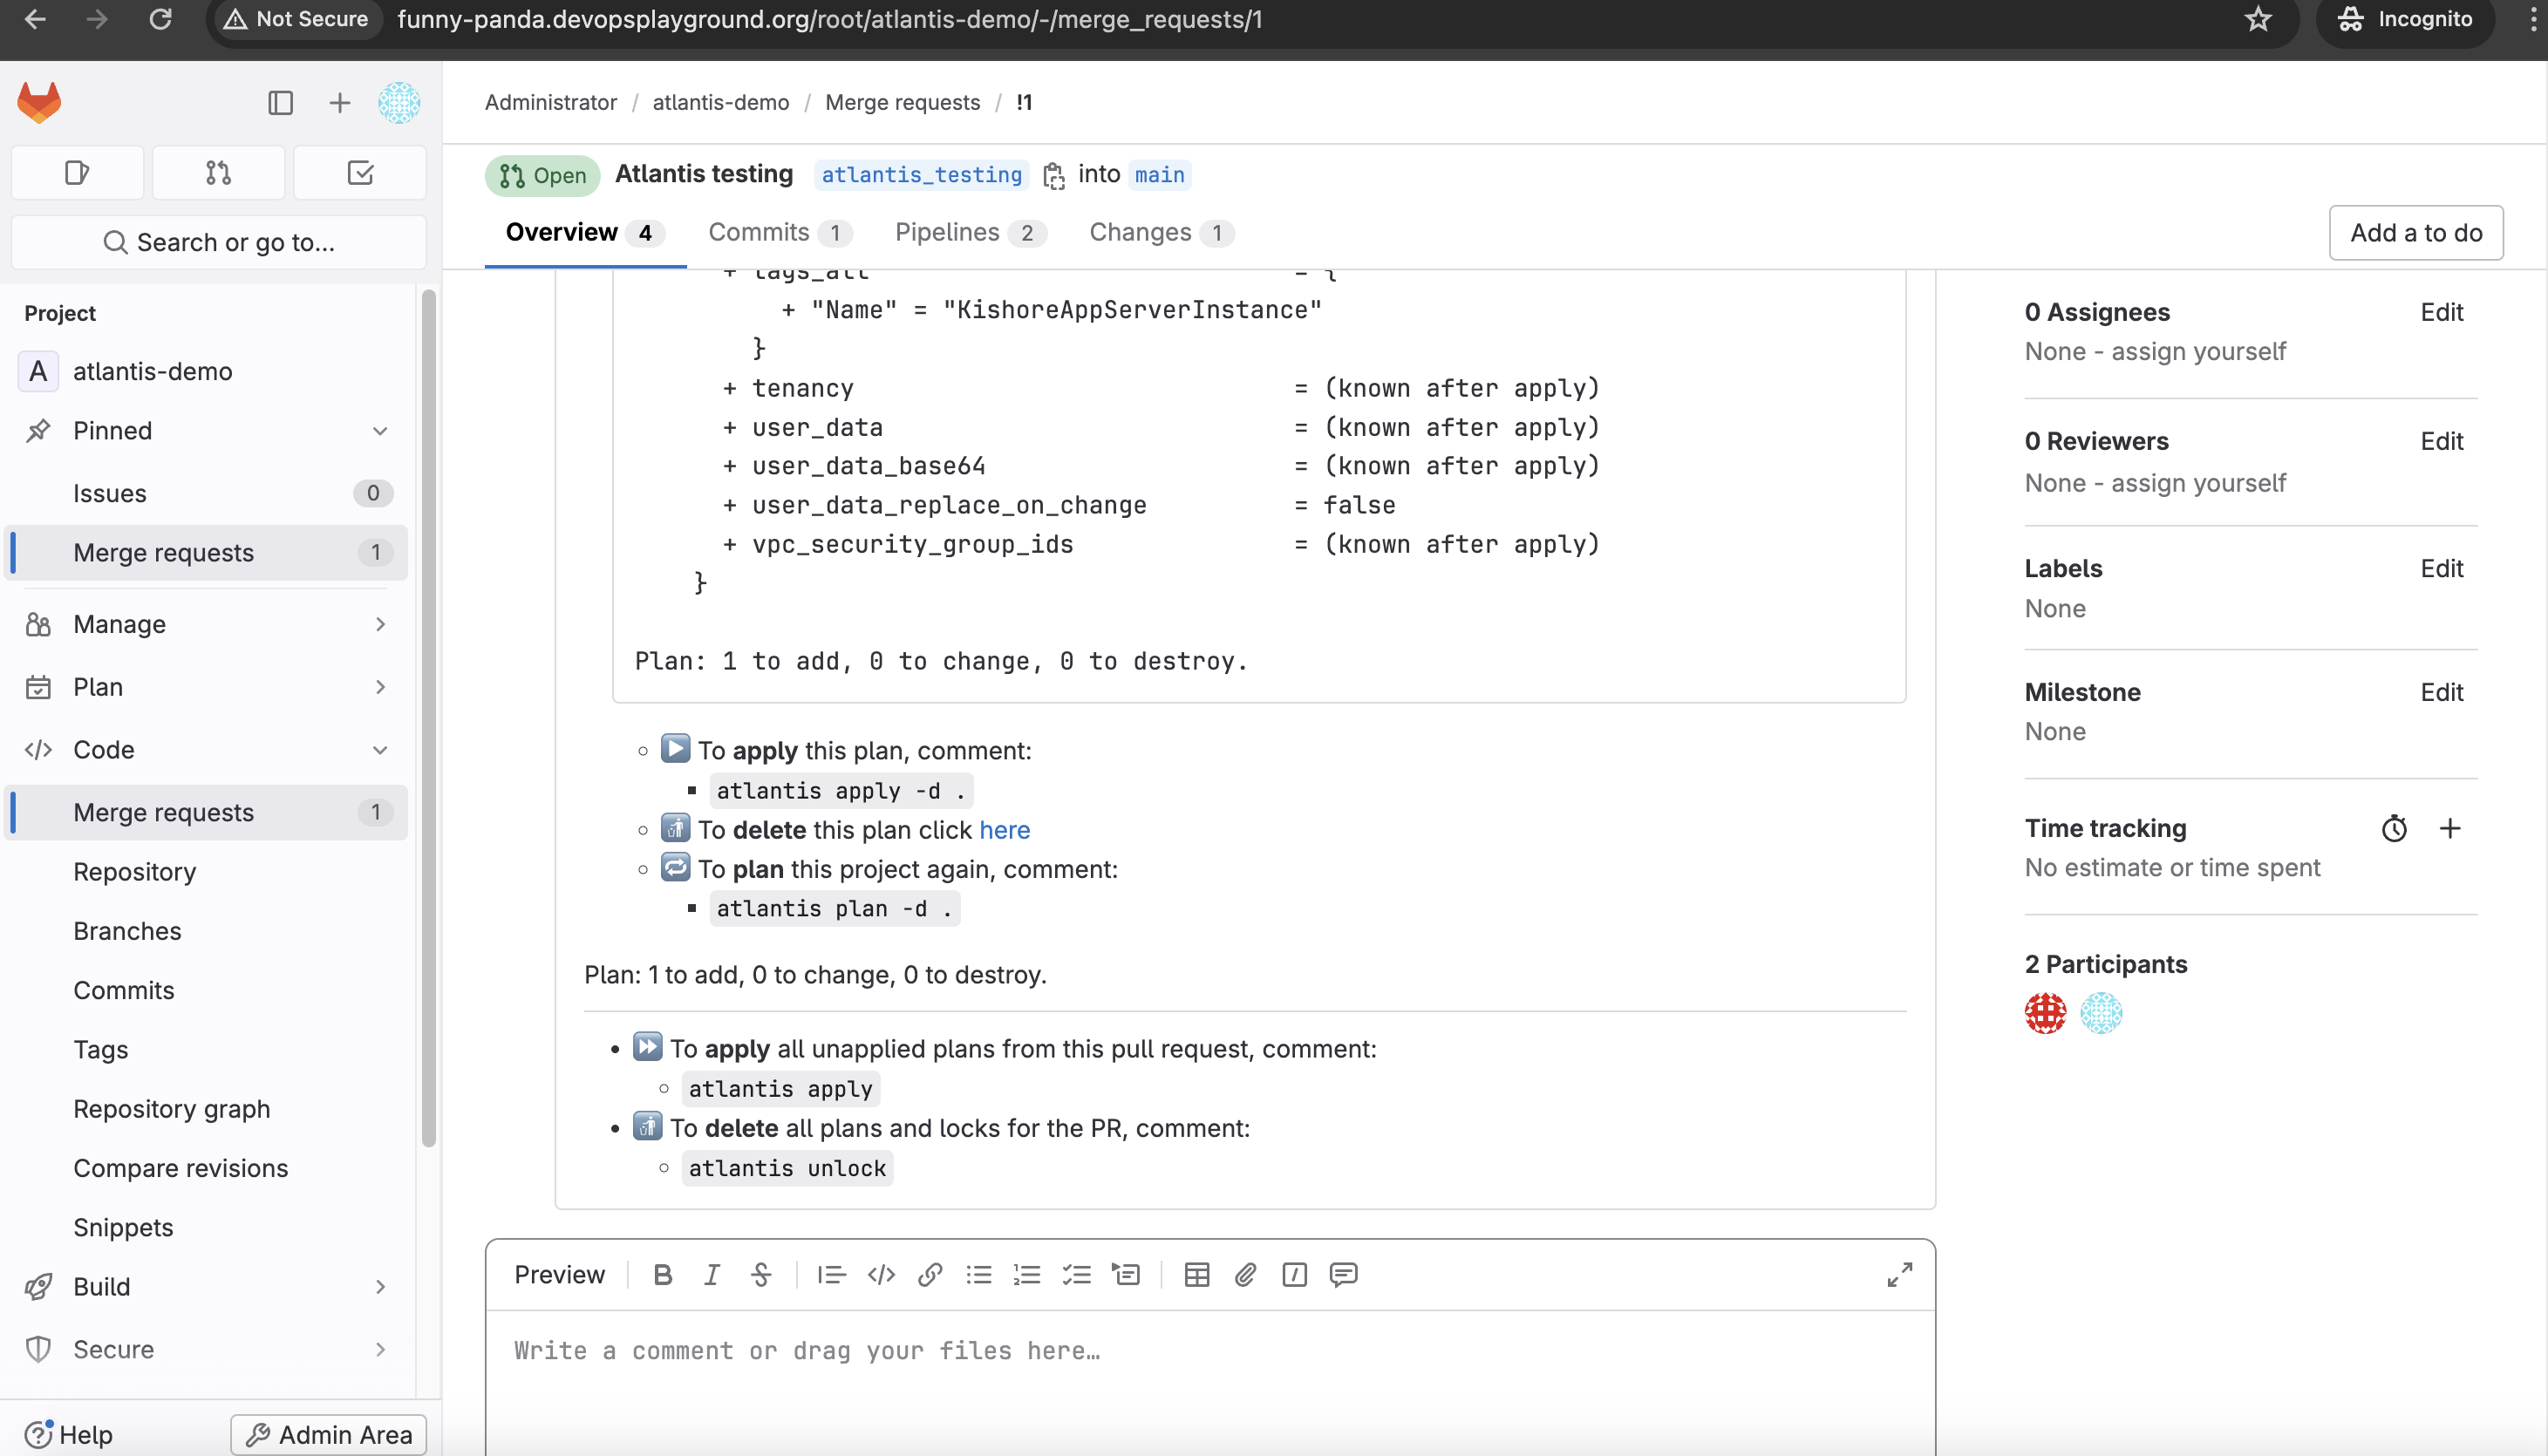 Not Secure funny-panda.devopsplayground.org/root/atlantis-demo/-/merge_requests/1 Incognito
Search or go to...
Project
A atlantis-demo
Pinned
Issues 0
Merge requests 1
Manage
Plan
Code
Merge requests 1
Repository
Branches
Commits
Tags
Repository graph
Compare revisions
Snippets
Build
Secure
Help Admin Area
Administrator / atlantis-demo / Merge requests / !1
Open Atlantis testing atlantis_testing into main
Overview 4 Commits 1 Pipelines 2 Changes 1
Add a to do
+ tags_all = {
+ "Name" = "KishoreAppServerInstance"
}
+ tenancy = (known after apply)
+ user_data = (known after apply)
+ user_data_base64 = (known after apply)
+ user_data_replace_on_change = false
+ vpc_security_group_ids = (known after apply)
}
Plan: 1 to add, 0 to change, 0 to destroy.
To apply this plan, comment:
atlantis apply -d .
To delete this plan click here
To plan this project again, comment:
atlantis plan -d .
Plan: 1 to add, 0 to change, 0 to destroy.
To apply all unapplied plans from this pull request, comment:
atlantis apply
To delete all plans and locks for the PR, comment:
atlantis unlock
Preview
Write a comment or drag your files here…
0 Assignees Edit
None - assign yourself
0 Reviewers Edit
None - assign yourself
Labels Edit
None
Milestone Edit
None
Time tracking
No estimate or time spent
2 Participants